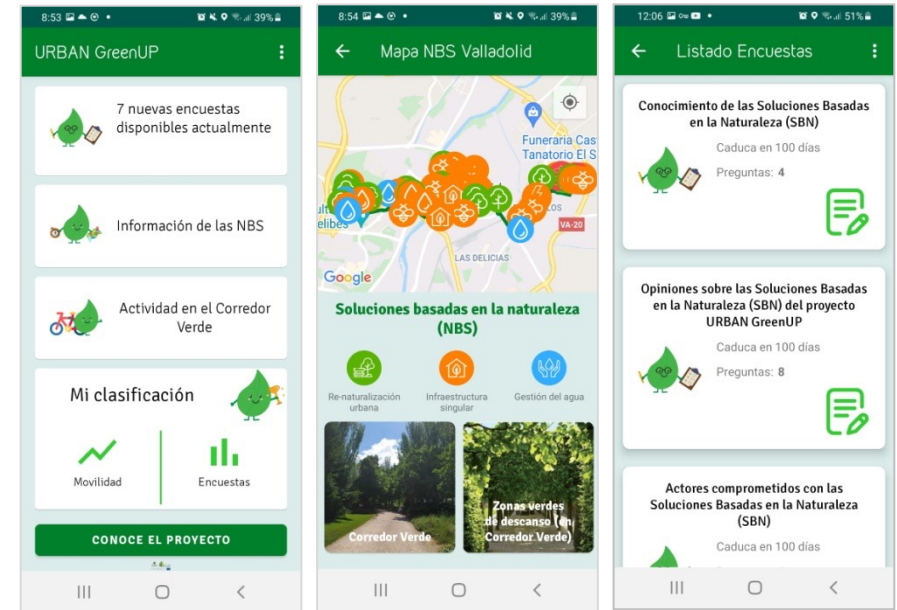 8:53
39%
URBAN GreenUP
7 nuevas encuestas
disponibles actualmente
Información de las NBS
Actividad en el Corredor
Verde
Mi clasificación
Movilidad
Encuestas
CONOCE EL PROYECTO
8:54
39%
Mapa NBS Valladolid
Funeraria Cas
Tanatorio El S
LOS
VA-20
LAS DELICIAS
Google
Soluciones basadas en la naturaleza
(NBS)
Re-naturalización
urbana
Infraestructura
singular
Gestión del agua
Corredor Verde
Zonas verdes
de descanso (en
Corredor Verde)
12:06
51%
Listado Encuestas
Conocimiento de las Soluciones Basadas
en la Naturaleza (SBN)
Caduca en 100 días
Preguntas: 4
Opiniones sobre las Soluciones Basadas
en la Naturaleza (SBN) del proyecto
URBAN GreenUP
Caduca en 100 días
Preguntas: 8
Actores comprometidos con las
Soluciones Basadas en la Naturaleza
(SBN)
Caduca en 100 días